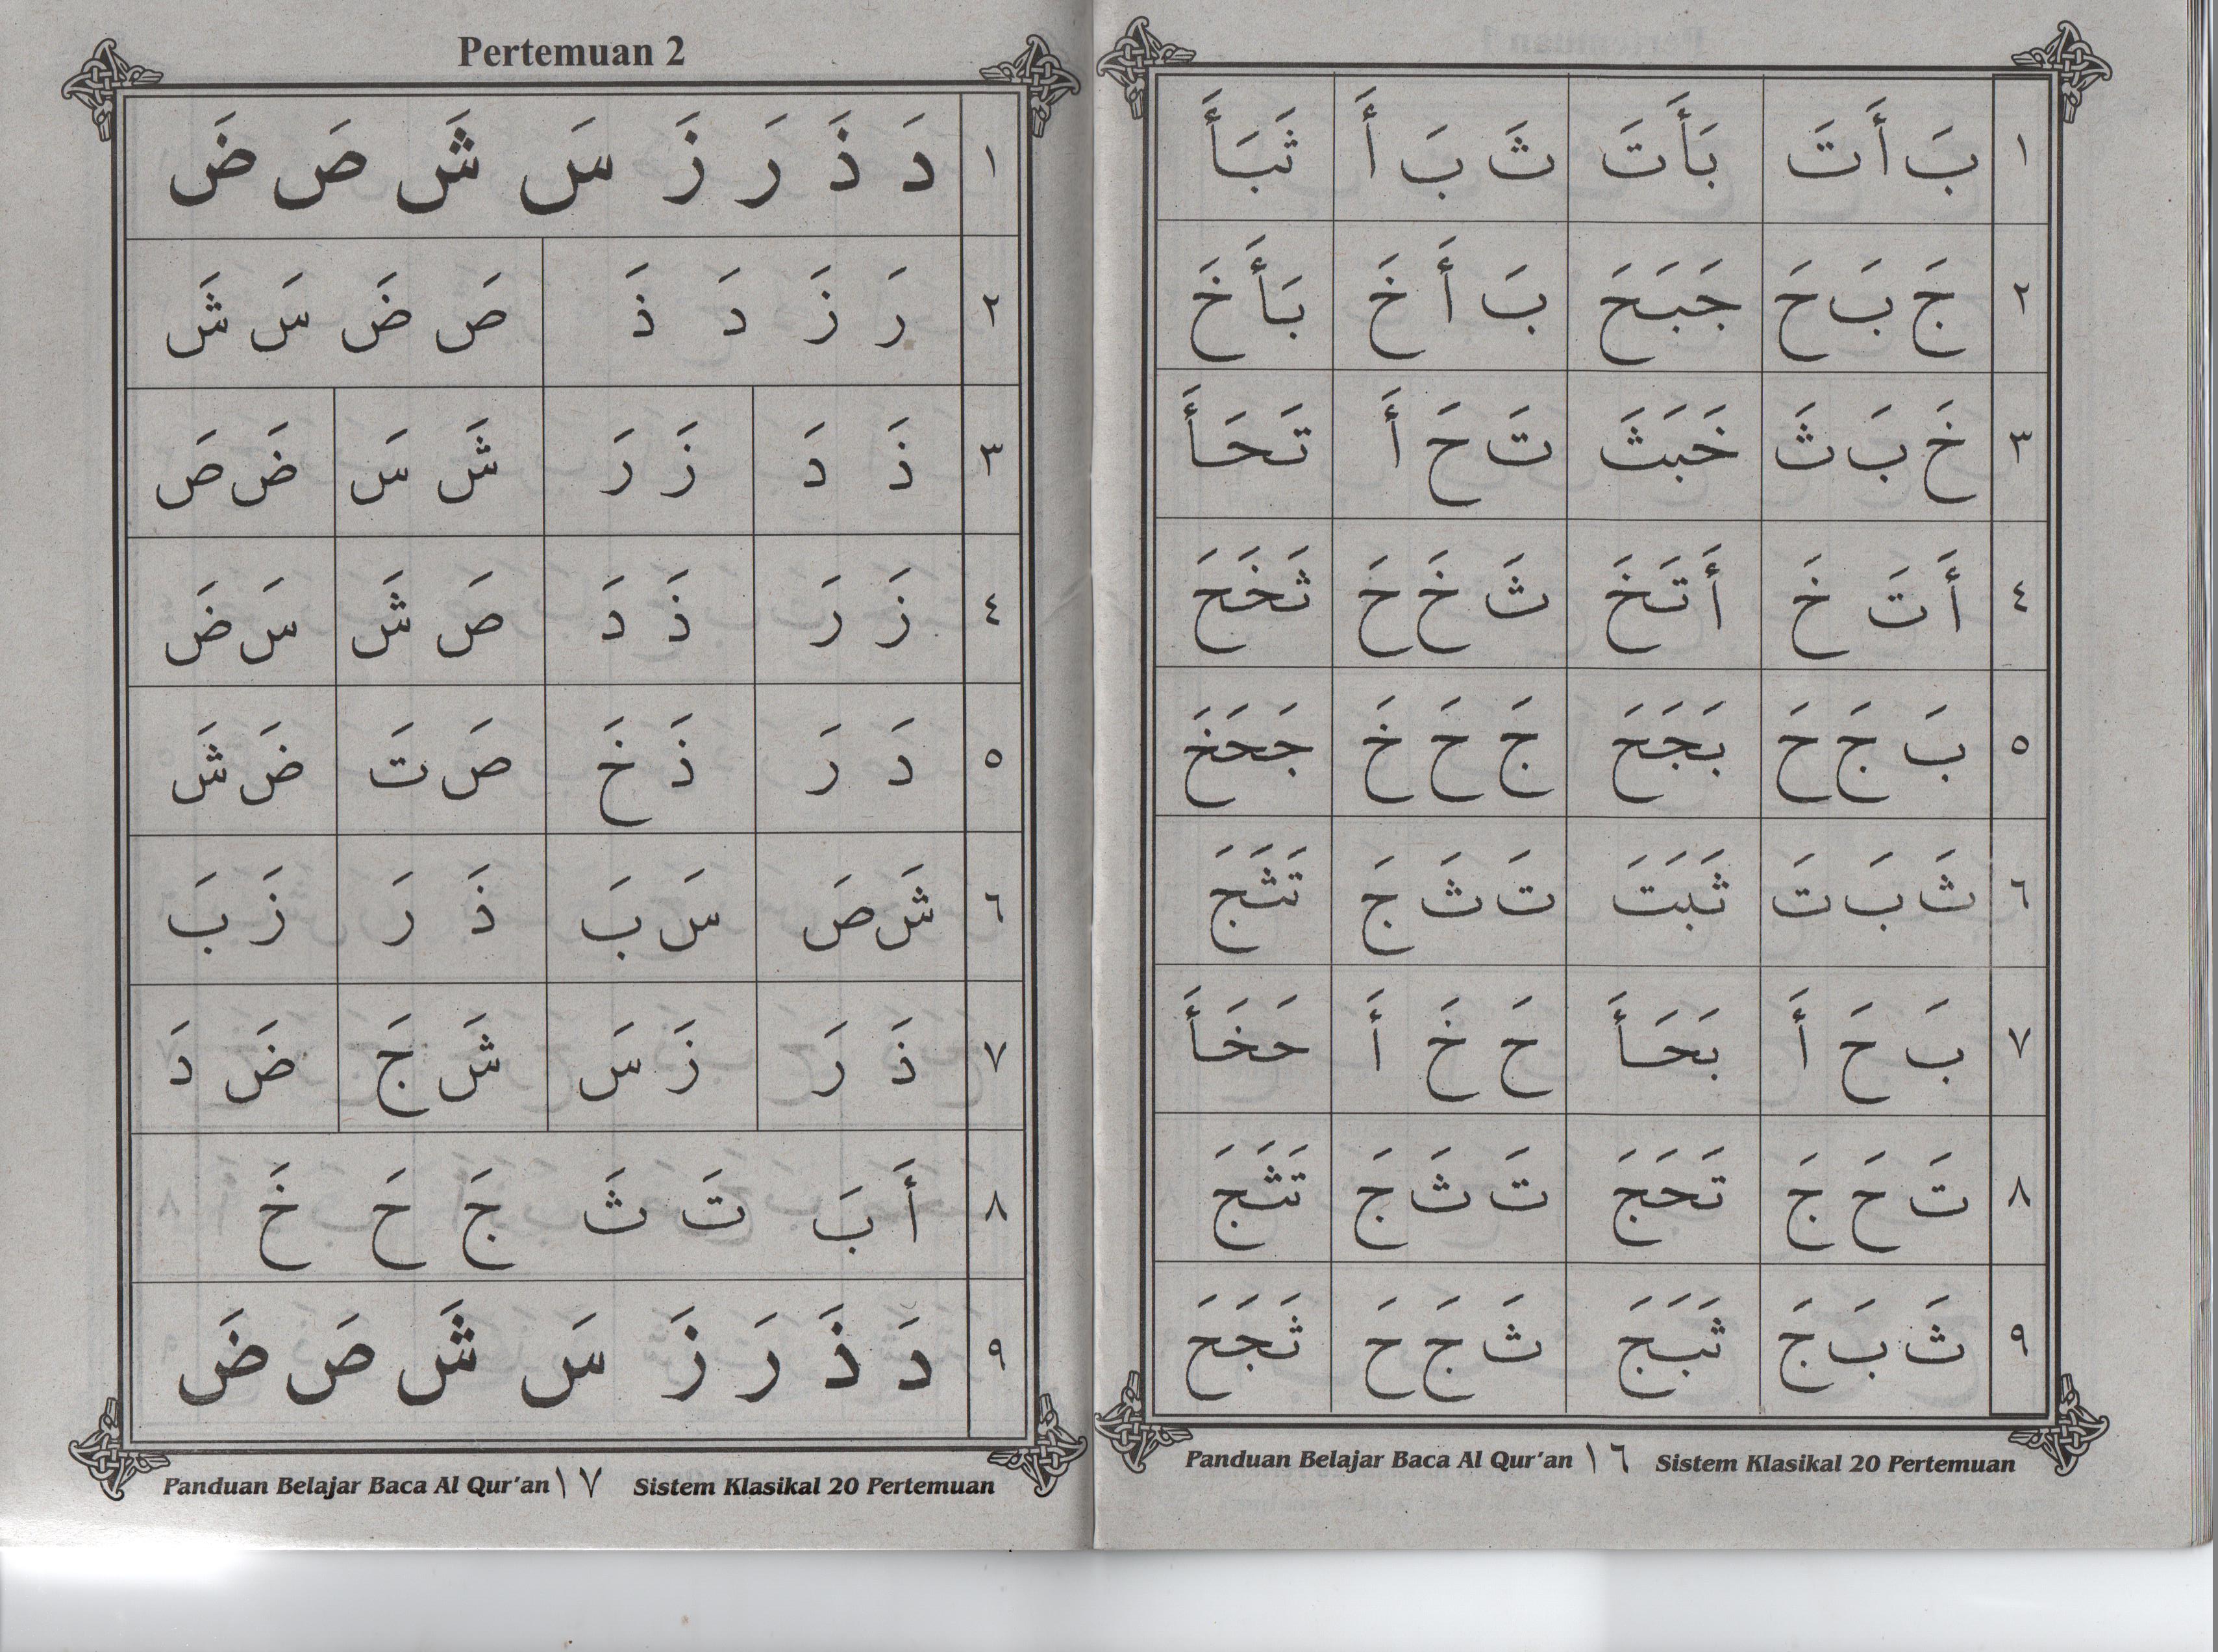 ١ بَ أَ تَ بَأَتَ ثَ بَ أَ ثَبَأَ
٢ جَ بَ حَ جَبَحَ بَ أَ خَ بَأَخَ
٣ خَ بَ ثَ خَبَثَ تَ حَ أَ تَحَأَ
٤ أَ تَ خَ أَتَخَ ثَ خَ حَ ثَخَحَ
٥ بَ جَ حَ بَجَحَ جَ حَ خَ جَحَخَ
٦ ثَ بَ تَ ثَبَتَ تَ ثَ جَ تَثَجَ
٧ بَ حَ أَ بَحَأَ حَ خَ أَ حَخَأَ
٨ تَ حَ جَ تَحَجَ تَ ثَ جَ تَثَجَ
٩ ثَ بَ جَ ثَبَجَ ثَ جَ حَ ثَجَحَ
Panduan Belajar Baca Al Qur'an ١٦ Sistem Klasikal 20 Pertemuan
Pertemuan 2
١ دَ ذَ رَ زَ سَ شَ صَ ضَ
٢ رَ زَ دَ ذَ صَ ضَ سَ شَ
٣ ذَ دَ زَ رَ شَ سَ ضَ صَ
٤ زَ رَ ذَ دَ صَ شَ سَ ضَ
٥ دَ رَ ذَ خَ صَ تَ ضَ شَ
٦ شَ صَ سَ بَ ذَ رَ زَ بَ
٧ ذَ رَ زَ سَ شَ جَ ضَ دَ
٨ أَ بَ تَ ثَ جَ حَ خَ
٩ دَ ذَ رَ زَ سَ شَ صَ ضَ
Panduan Belajar Baca Al Qur'an ١٧ Sistem Klasikal 20 Pertemuan